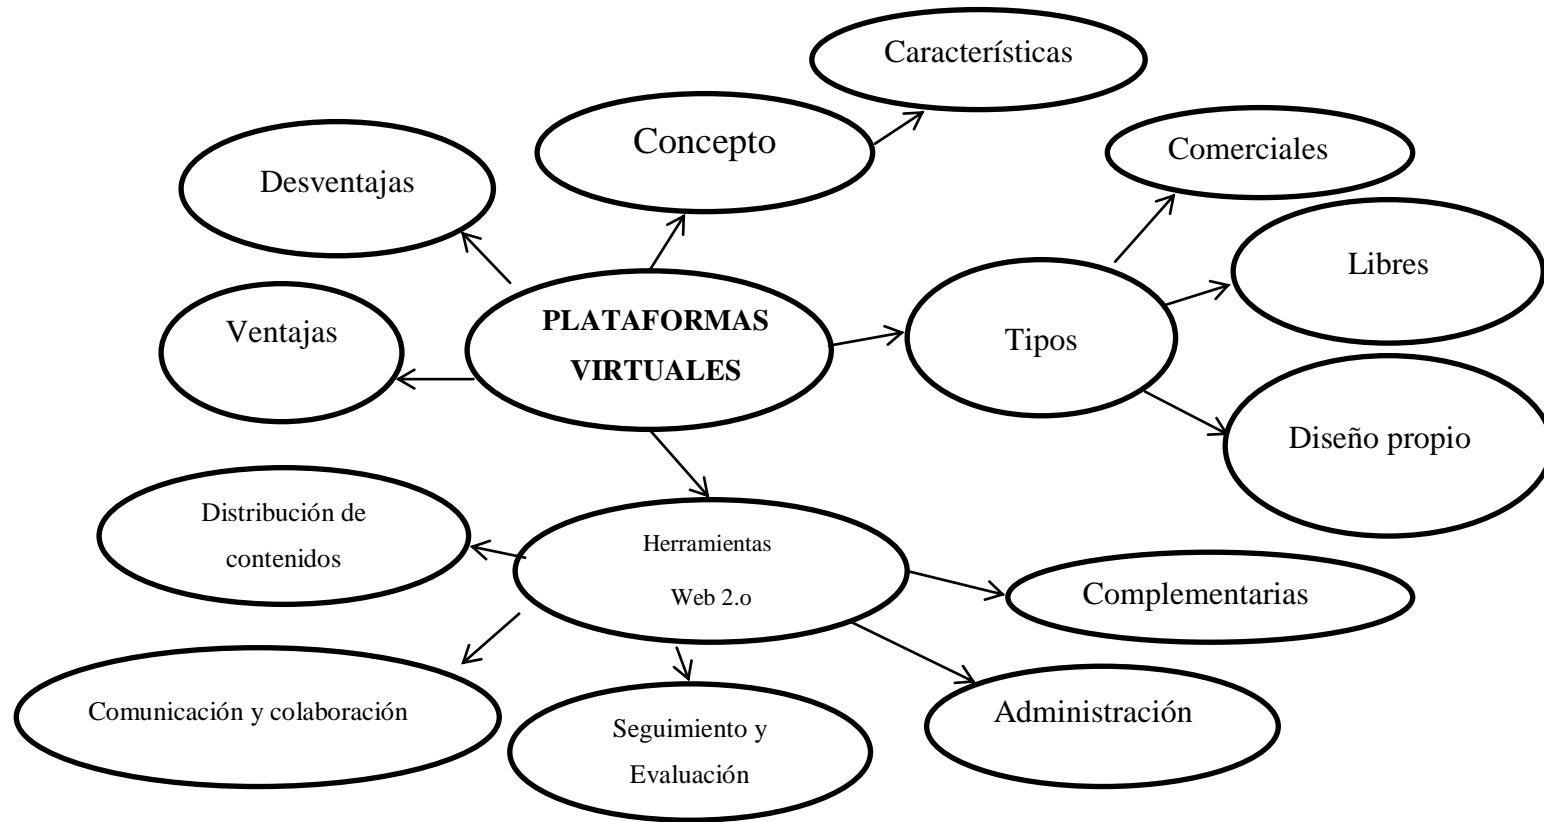 Características
Concepto
Comerciales
Desventajas
Libres
Ventajas
PLATAFORMAS
VIRTUALES
Tipos
Diseño propio
Distribución de
contenidos
Herramientas
Web 2.o
Complementarias
Comunicación y colaboración
Administración
Seguimiento y
Evaluación